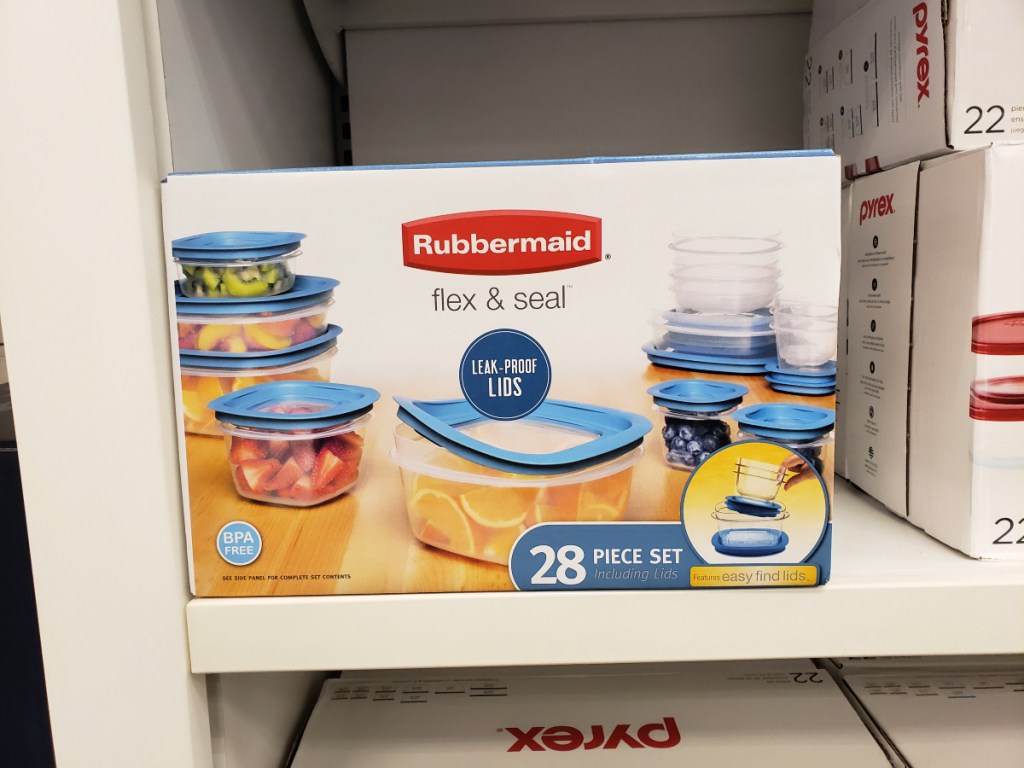 Rubbermaid®
flex & seal™
LEAK-PROOF
LIDS
BPA
FREE
SEE SIDE PANEL FOR COMPLETE SET CONTENTS
28 PIECE SET
Including Lids
Features easy find lids
pyrex
22
pyrex
22
22
pyrex